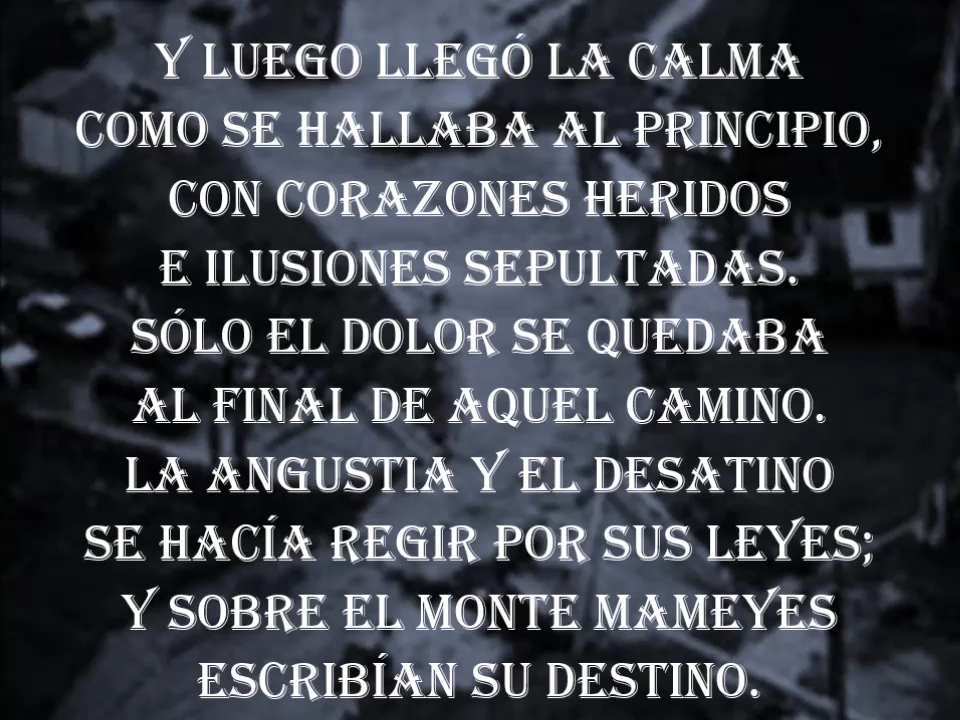 Y LUEGO LLEGÓ LA CALMA
COMO SE HALLABA AL PRINCIPIO,
CON CORAZONES HERIDOS
E ILUSIONES SEPULTADAS.
SÓLO EL DOLOR SE QUEDABA
AL FINAL DE AQUEL CAMINO.
LA ANGUSTIA Y EL DESATINO
SE HACÍA REGIR POR SUS LEYES;
Y SOBRE EL MONTE MAMEYES
ESCRIBÍAN SU DESTINO.